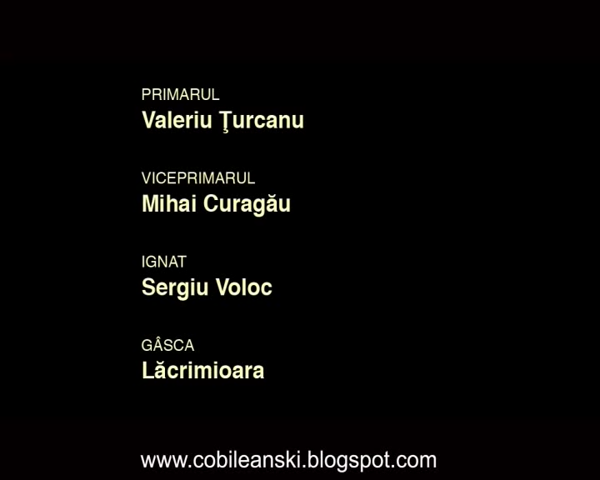 PRIMARUL
Valeriu Ţurcanu
VICEPRIMARUL
Mihai Curagău
IGNAT
Sergiu Voloc
GÂSCA
Lăcrimioara
www.cobileanski.blogspot.com